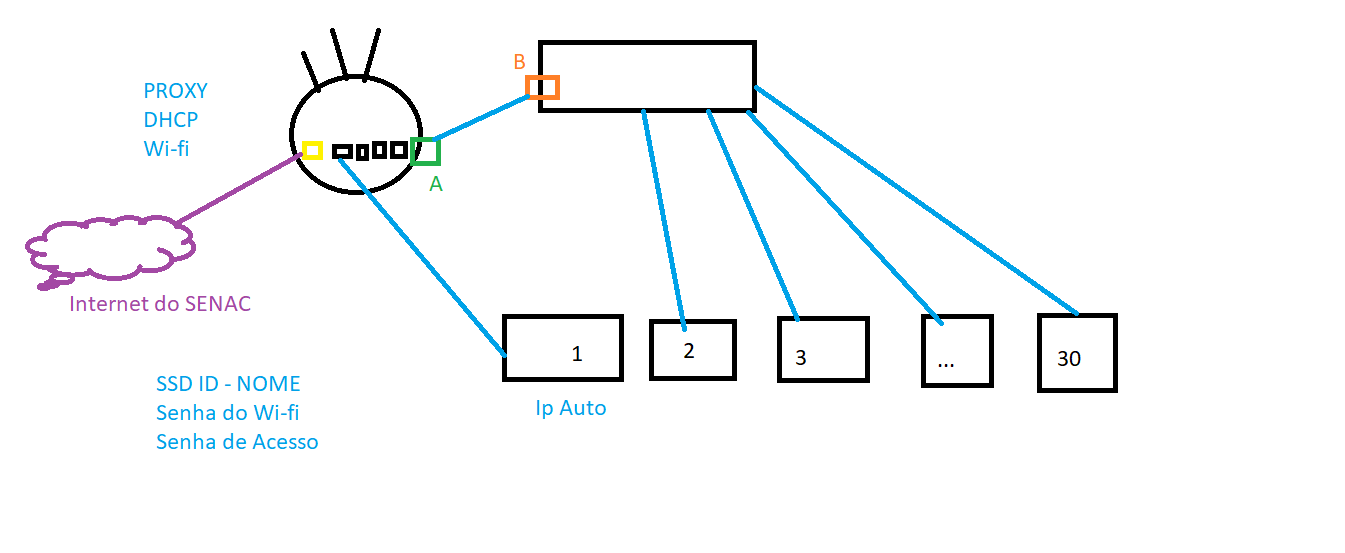 PROXY
DHCP
Wi-fi
B
A
Internet do SENAC
1
2
3
...
30
SSD ID - NOME
Senha do Wi-fi
Senha de Acesso
Ip Auto